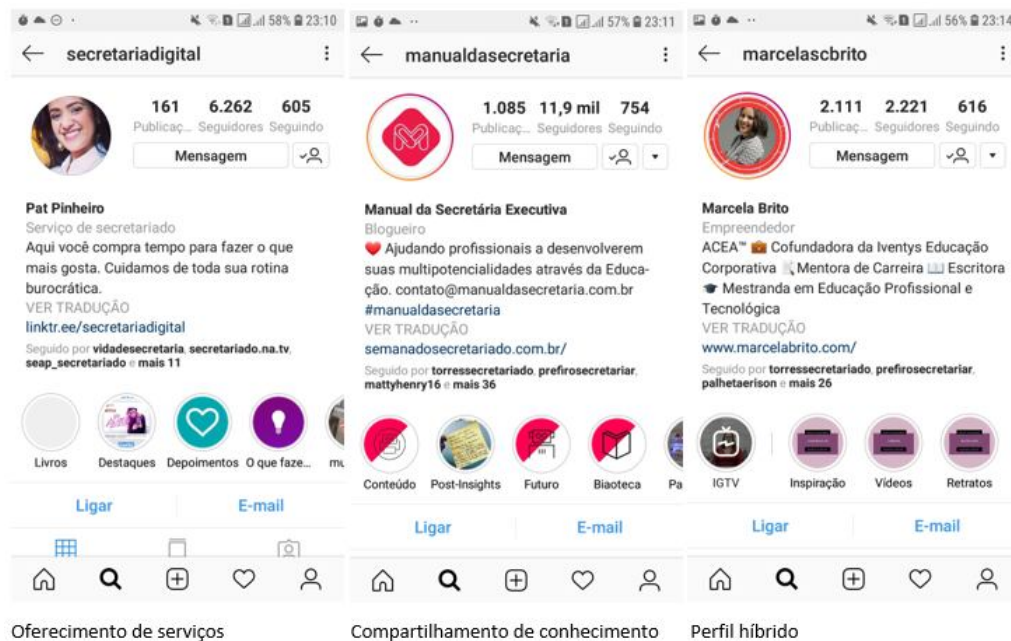 58% 23:10
secretariadigital
161 6.262 605
Publicaç... Seguidores Seguindo
Mensagem
Pat Pinheiro
Serviço de secretariado
Aqui você compra tempo para fazer o que
mais gosta. Cuidamos de toda sua rotina
burocrática.
VER TRADUÇÃO
linktr.ee/secretariadigital
Seguido por vidadesecretaria, secretariado.na.tv,
seap_secretariado e mais 11
Livros Destaques Depoimentos O que faze... mu
Ligar E-mail
Oferecimento de serviços
57% 23:11
manualdasecretaria
1.085 11,9 mil 754
Publicaç... Seguidores Seguindo
Mensagem
Manual da Secretária Executiva
Blogueiro
❤️ Ajudando profissionais a desenvolverem
suas multipotencialidades através da Educa-
ção. contato@manualdasecretaria.com.br
#manualdasecretaria
VER TRADUÇÃO
semanadosecretariado.com.br/
Seguido por torressecretariado, prefirosecretariar,
mattyhenry16 e mais 36
Conteúdo Post-Insights Futuro Biaoteca Pa
Ligar E-mail
Compartilhamento de conhecimento
56% 23:14
marcelascbrito
2.111 2.221 616
Publicaç... Seguidores Seguindo
Mensagem
Marcela Brito
Empreendedor
ACEA™ 💼 Cofundadora da Iventys Educação
Corporativa Mentora de Carreira 📖 Escritora
🎓 Mestranda em Educação Profissional e
Tecnológica
VER TRADUÇÃO
www.marcelabrito.com/
Seguido por torressecretariado, prefirosecretariar,
palhetaerison e mais 26
IGTV Inspiração Vídeos Retratos
Ligar E-mail
Perfil híbrido